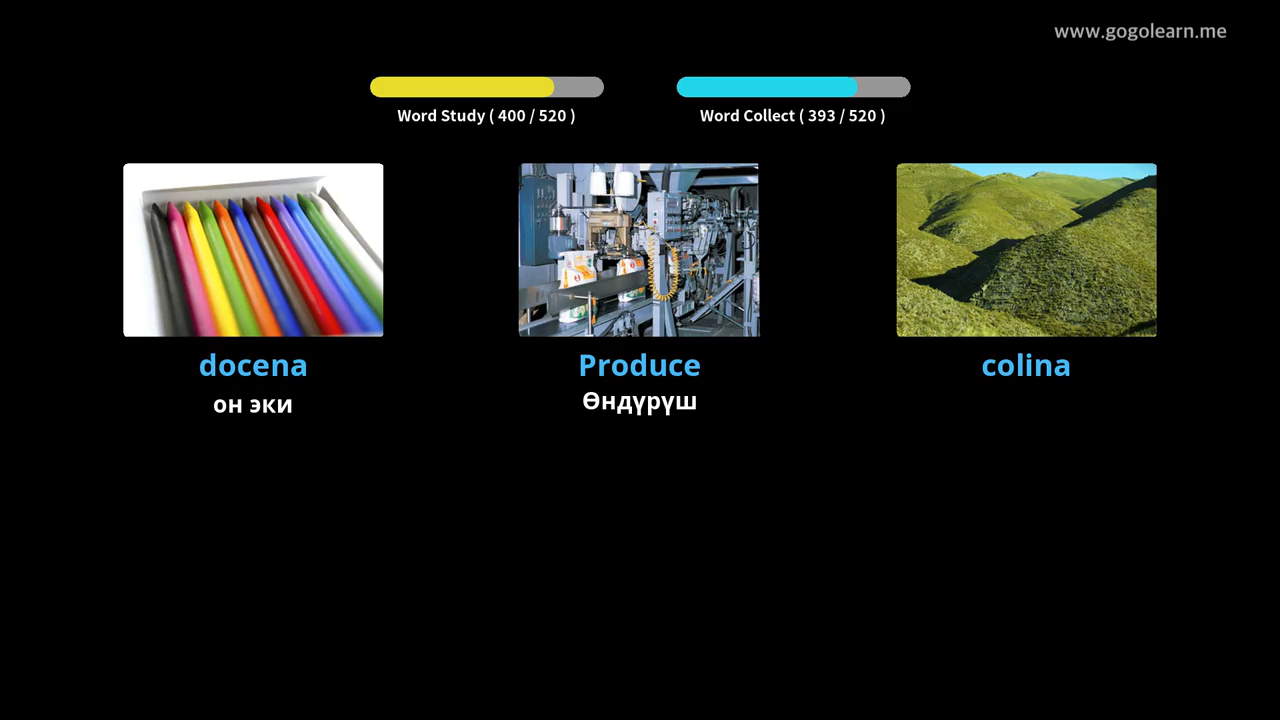 www.gogolearn.me
Word Study ( 400 / 520 )
Word Collect ( 393 / 520 )
docena
он эки
Produce
Өндүрүш
colina